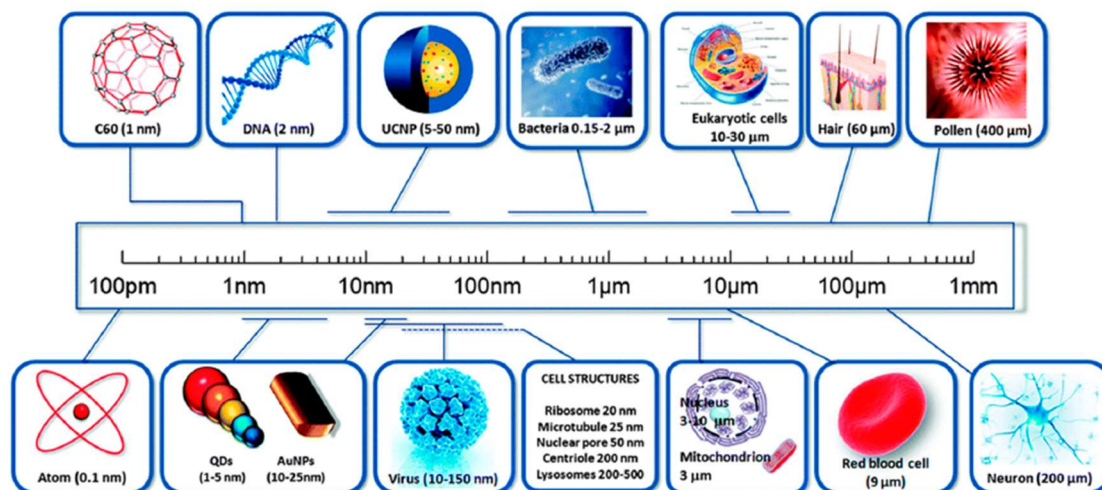 C60 (1 nm)
DNA (2 nm)
UCNP (5-50 nm)
Bacteria 0.15-2 μm
Eukaryotic cells
10-30 μm
Hair (60 μm)
Pollen (400 μm)
100pm
1nm
10nm
100nm
1μm
10μm
100μm
1mm
Atom (0.1 nm)
QDs
(1-5 nm)
AuNPs
(10-25nm)
Virus (10-150 nm)
CELL STRUCTURES
Ribosome 20 nm
Microtubule 25 nm
Nuclear pore 50 nm
Centriole 200 nm
Lysosomes 200-500
Nucleus
3-10 μm
Mitochondrion
3 μm
Red blood cell
(9 μm)
Neuron (200 μm)